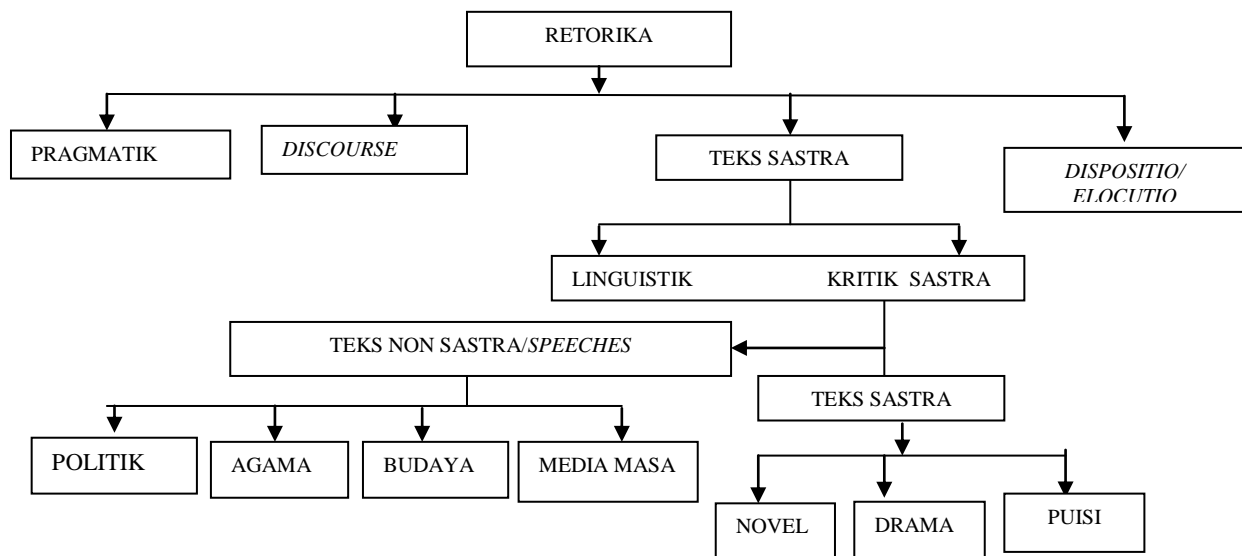 RETORIKA
PRAGMATIK
DISCOURSE
TEKS SASTRA
DISPOSITIO/
ELOCUTIO
LINGUISTIK KRITIK SASTRA
TEKS NON SASTRA/SPEECHES
TEKS SASTRA
POLITIK
AGAMA
BUDAYA
MEDIA MASA
NOVEL
DRAMA
PUISI